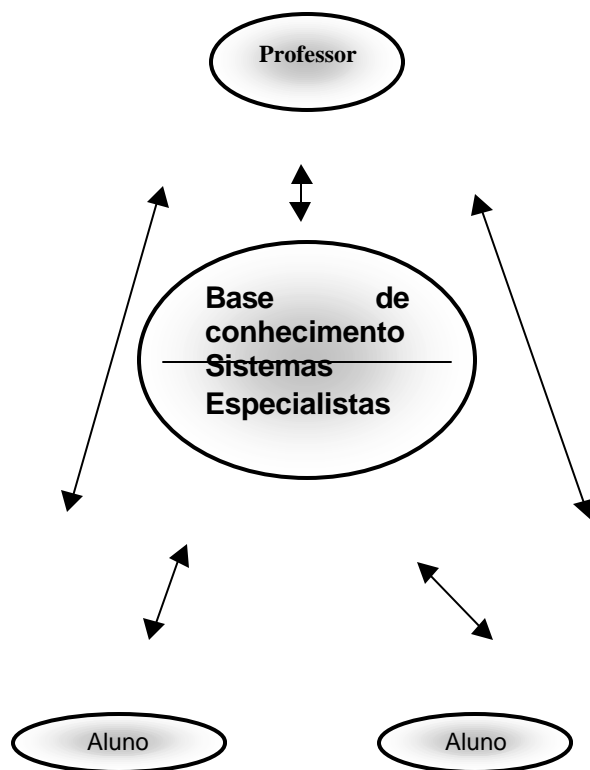 Professor
Base de
conhecimento
Sistemas
Especialistas
Aluno
Aluno